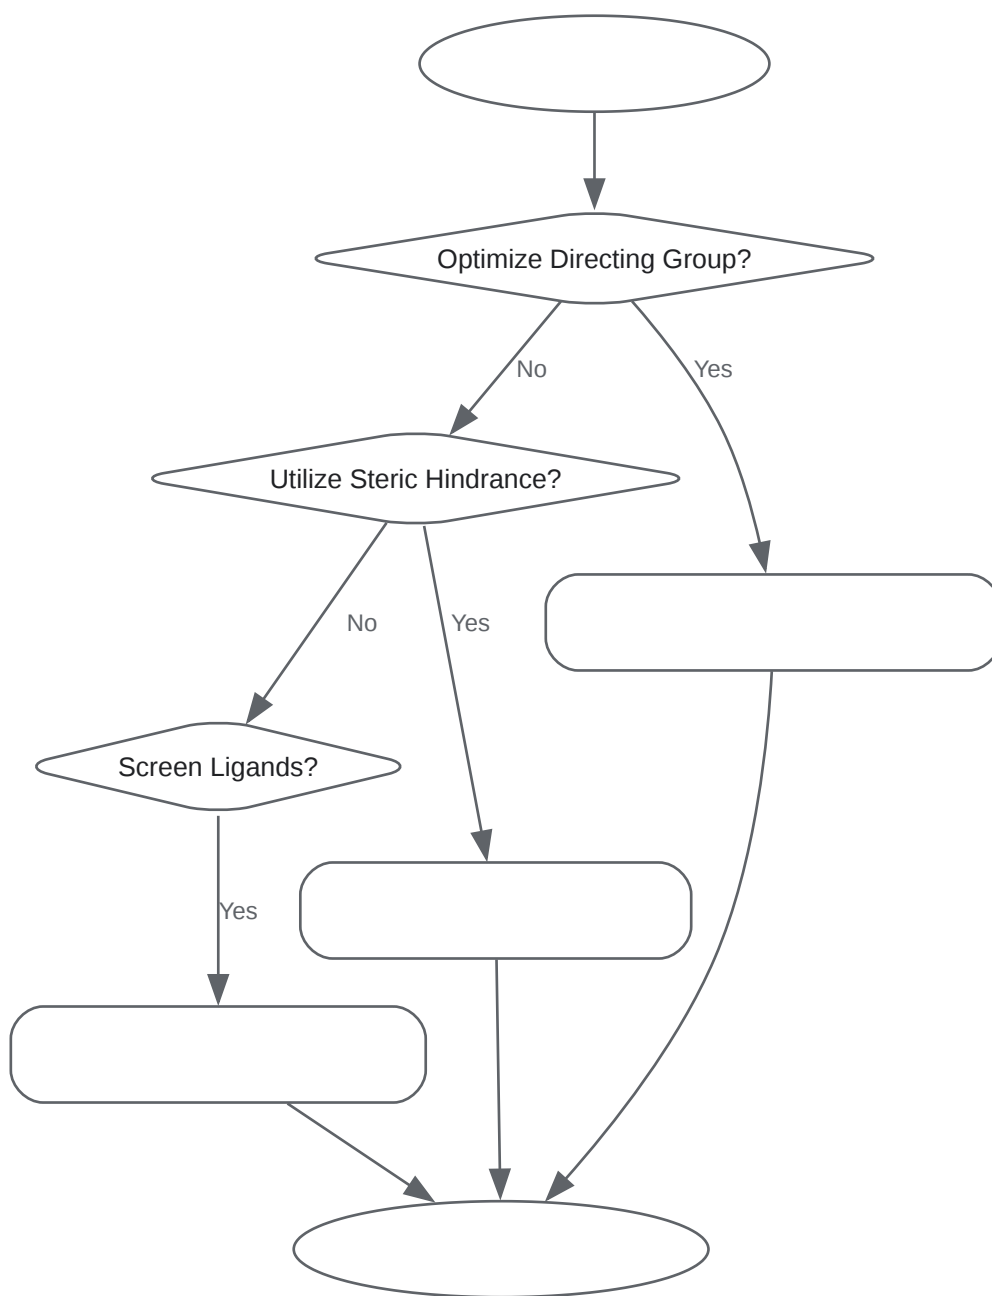 Optimize Directing Group?
No
Yes
Utilize Steric Hindrance?
No
Yes
Screen Ligands?
Yes